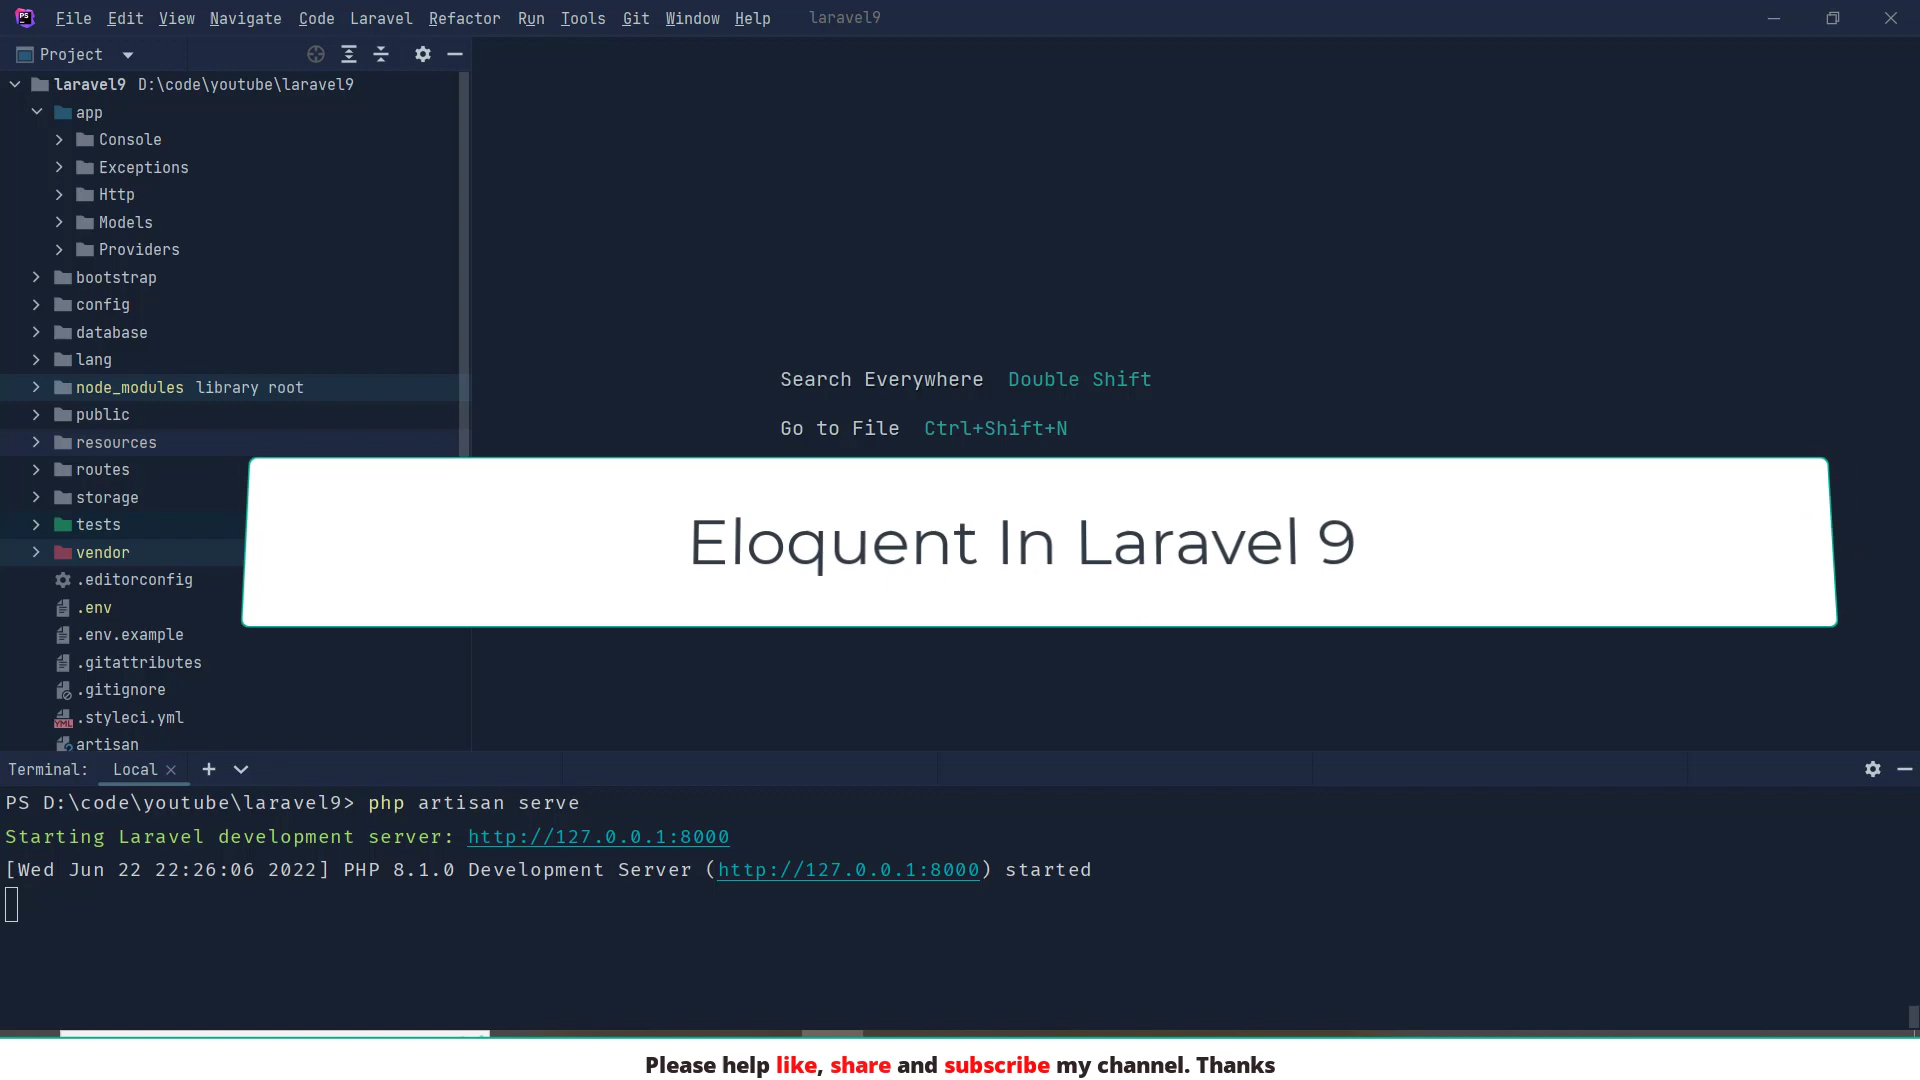 PS File Edit View Navigate Code Laravel Refactor Run Tools Git Window Help laravel9
Project
laravel9 D:\code\youtube\laravel9
app
Console
Exceptions
Http
Models
Providers
bootstrap
config
database
lang
node_modules library root
public
resources
routes
storage
tests
vendor
.editorconfig
.env
.env.example
.gitattributes
.gitignore
YML .styleci.yml
artisan
Search Everywhere Double Shift
Go to File Ctrl+Shift+N
Eloquent In Laravel 9
Terminal: Local
PS D:\code\youtube\laravel9> php artisan serve
Starting Laravel development server: http://127.0.0.1:8000
[Wed Jun 22 22:26:06 2022] PHP 8.1.0 Development Server (http://127.0.0.1:8000) started
Please help like, share and subscribe my channel. Thanks